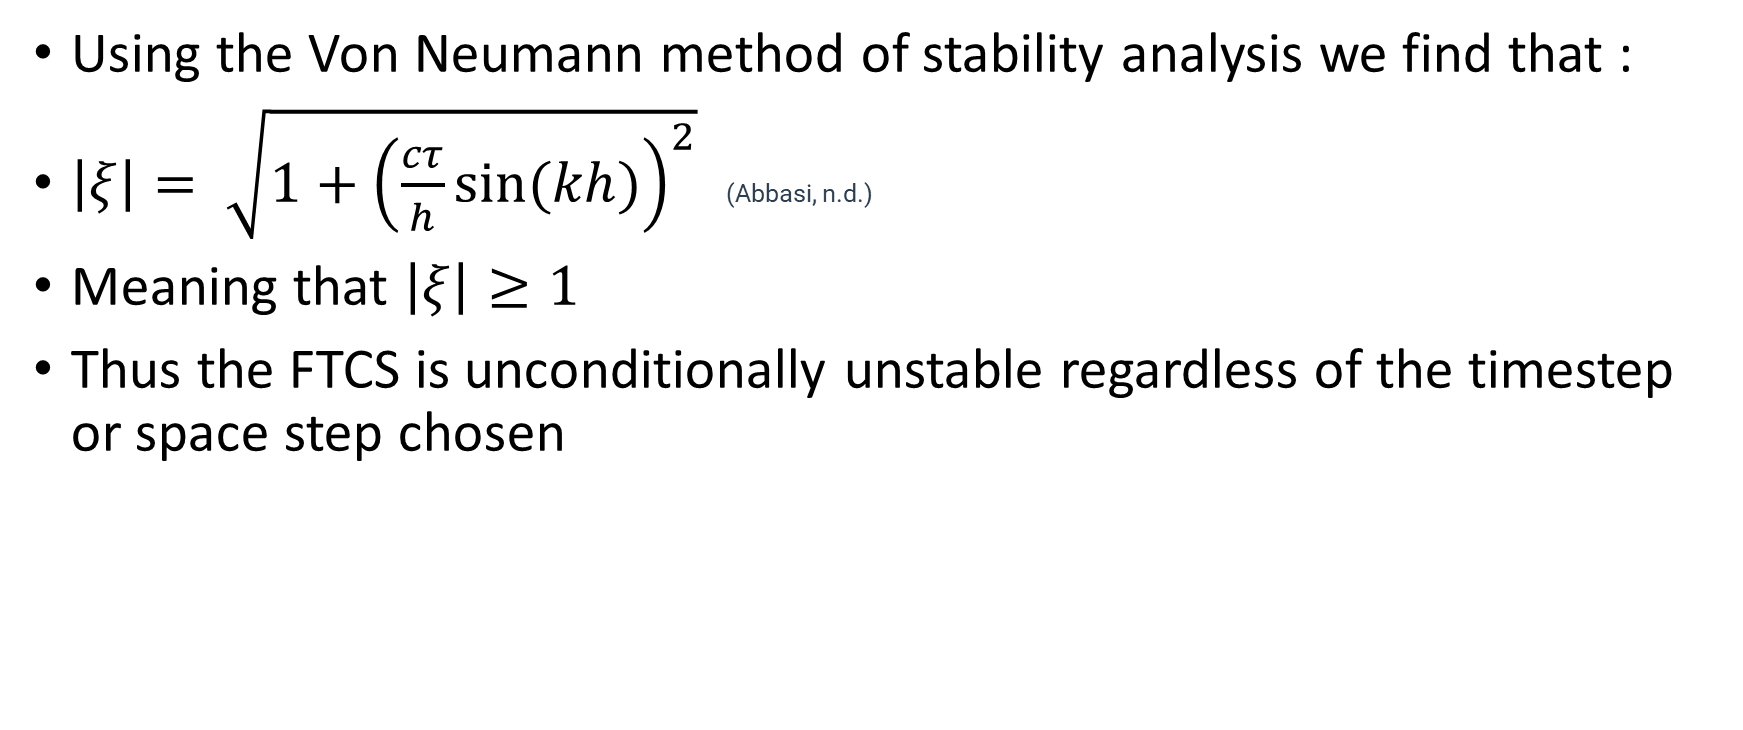 • Using the Von Neumann method of stability analysis we find that :
• |ξ| = √(1 + (cτ/h sin(kh))²) (Abbasi, n.d.)
• Meaning that |ξ| ≥ 1
• Thus the FTCS is unconditionally unstable regardless of the timestep
or space step chosen